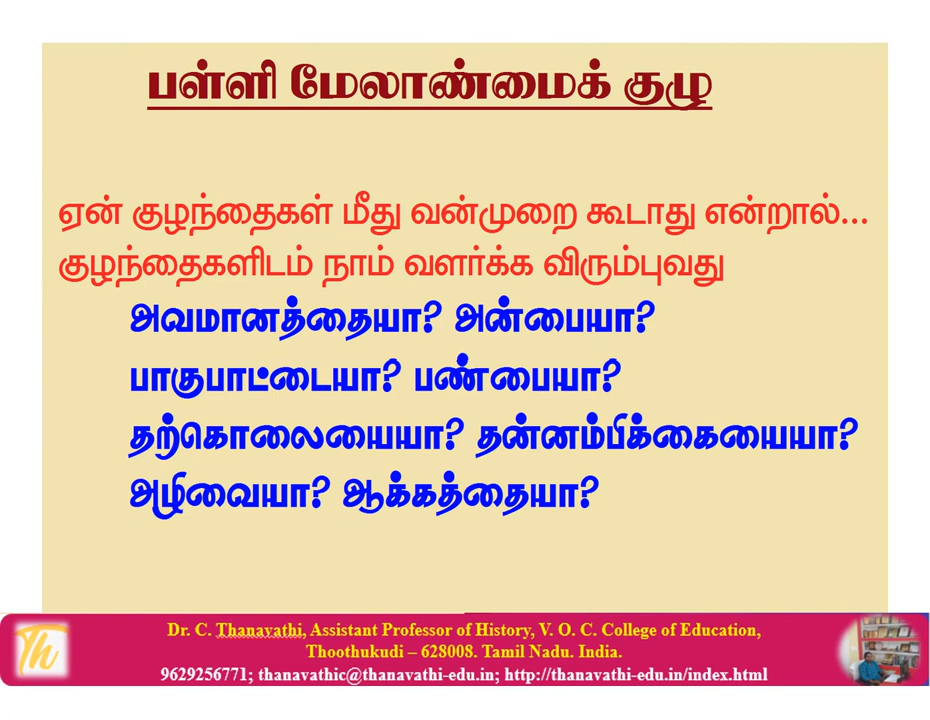 பள்ளி மேலாண்மைக் குழு
ஏன் குழந்தைகள் மீது வன்முறை கூடாது என்றால்...
குழந்தைகளிடம் நாம் வளர்க்க விரும்புவது
அவமானத்தையா? அன்பையா?
பாகுபாட்டையா? பண்பையா?
தற்கொலையையா? தன்னம்பிக்கையையா?
அழிவையா? ஆக்கத்தையா?
Th
Dr. C. Thanavathi, Assistant Professor of History, V. O. C. College of Education,
Thoothukudi – 628008. Tamil Nadu. India.
9629256771; thanavathic@thanavathi-edu.in; http://thanavathi-edu.in/index.html